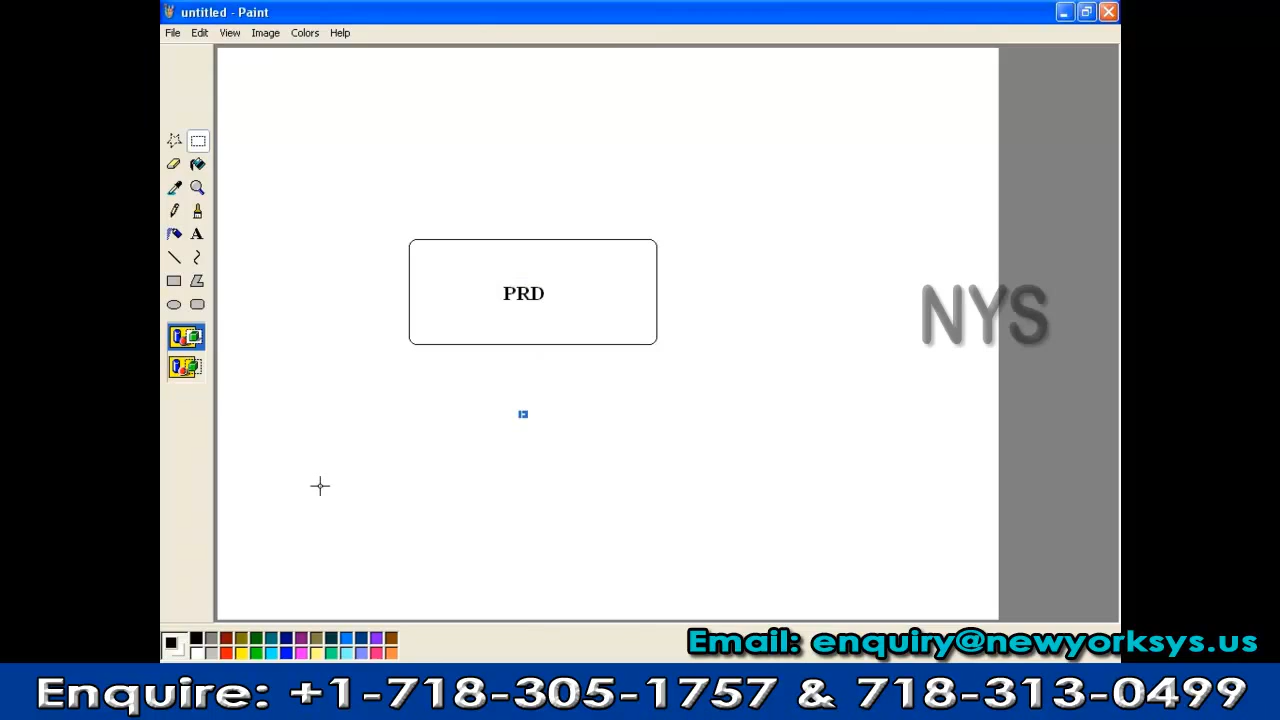 untitled - Paint
File Edit View Image Colors Help
A
PRD
NYS
Email: enquiry@newyorksys.us
Enquire: +1-718-305-1757 & 718-313-0499